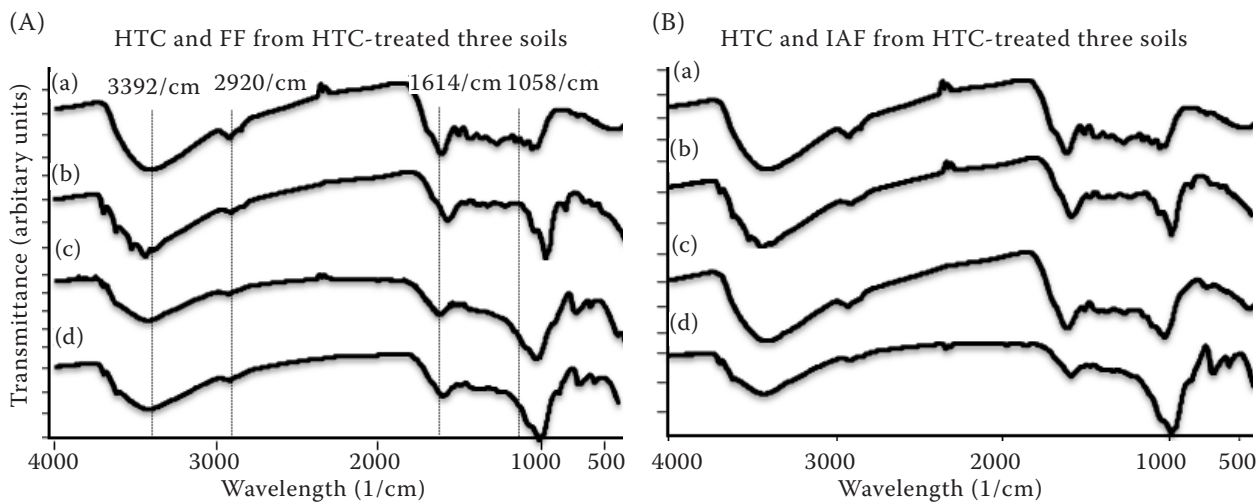 (A)
HTC and FF from HTC-treated three soils
(a)
3392/cm
2920/cm
1614/cm
1058/cm
(b)
(c)
(d)
Transmittance (arbitary units)
4000
3000
2000
1000
500
Wavelength (1/cm)
(B)
HTC and IAF from HTC-treated three soils
(a)
(b)
(c)
(d)
4000
3000
2000
1000
500
Wavelength (1/cm)